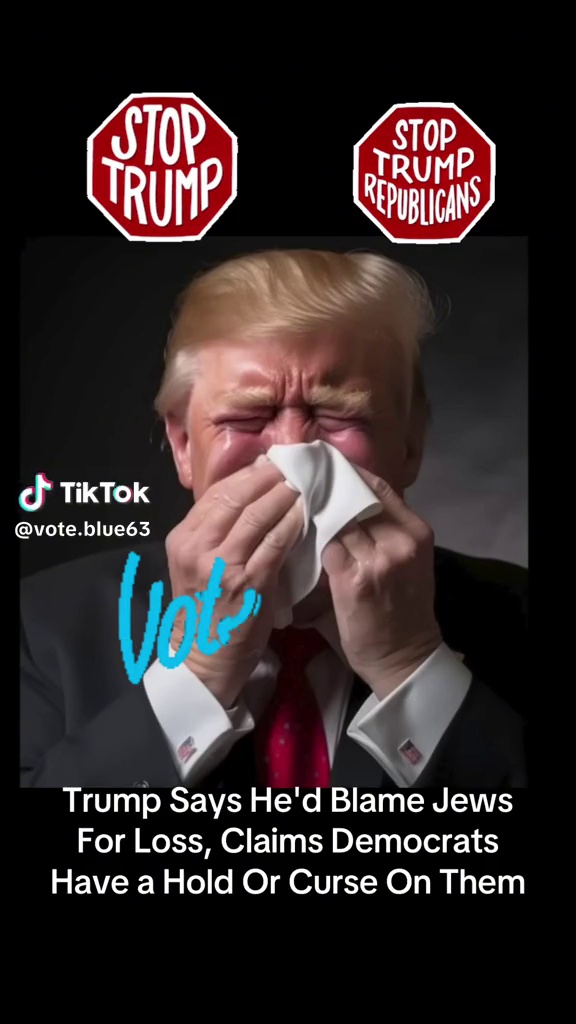 STOP
TRUMP
STOP
TRUMP
REPUBLICANS
TikTok
@vote.blue63
Vote
Trump Says He'd Blame Jews
For Loss, Claims Democrats
Have a Hold Or Curse On Them